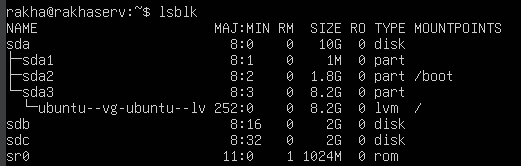 rakha@rakhaserv:~$ lsblk
NAME                      MAJ:MIN RM  SIZE RO TYPE MOUNTPOINTS
sda                         8:0    0   10G  0 disk
├─sda1                      8:1    0    1M  0 part
├─sda2                      8:2    0  1.8G  0 part /boot
└─sda3                      8:3    0  8.2G  0 part
  └─ubuntu--vg-ubuntu--lv 252:0    0  8.2G  0 lvm  /
sdb                         8:16   0    2G  0 disk
sdc                         8:32   0    2G  0 disk
sr0                        11:0    1 1024M  0 rom